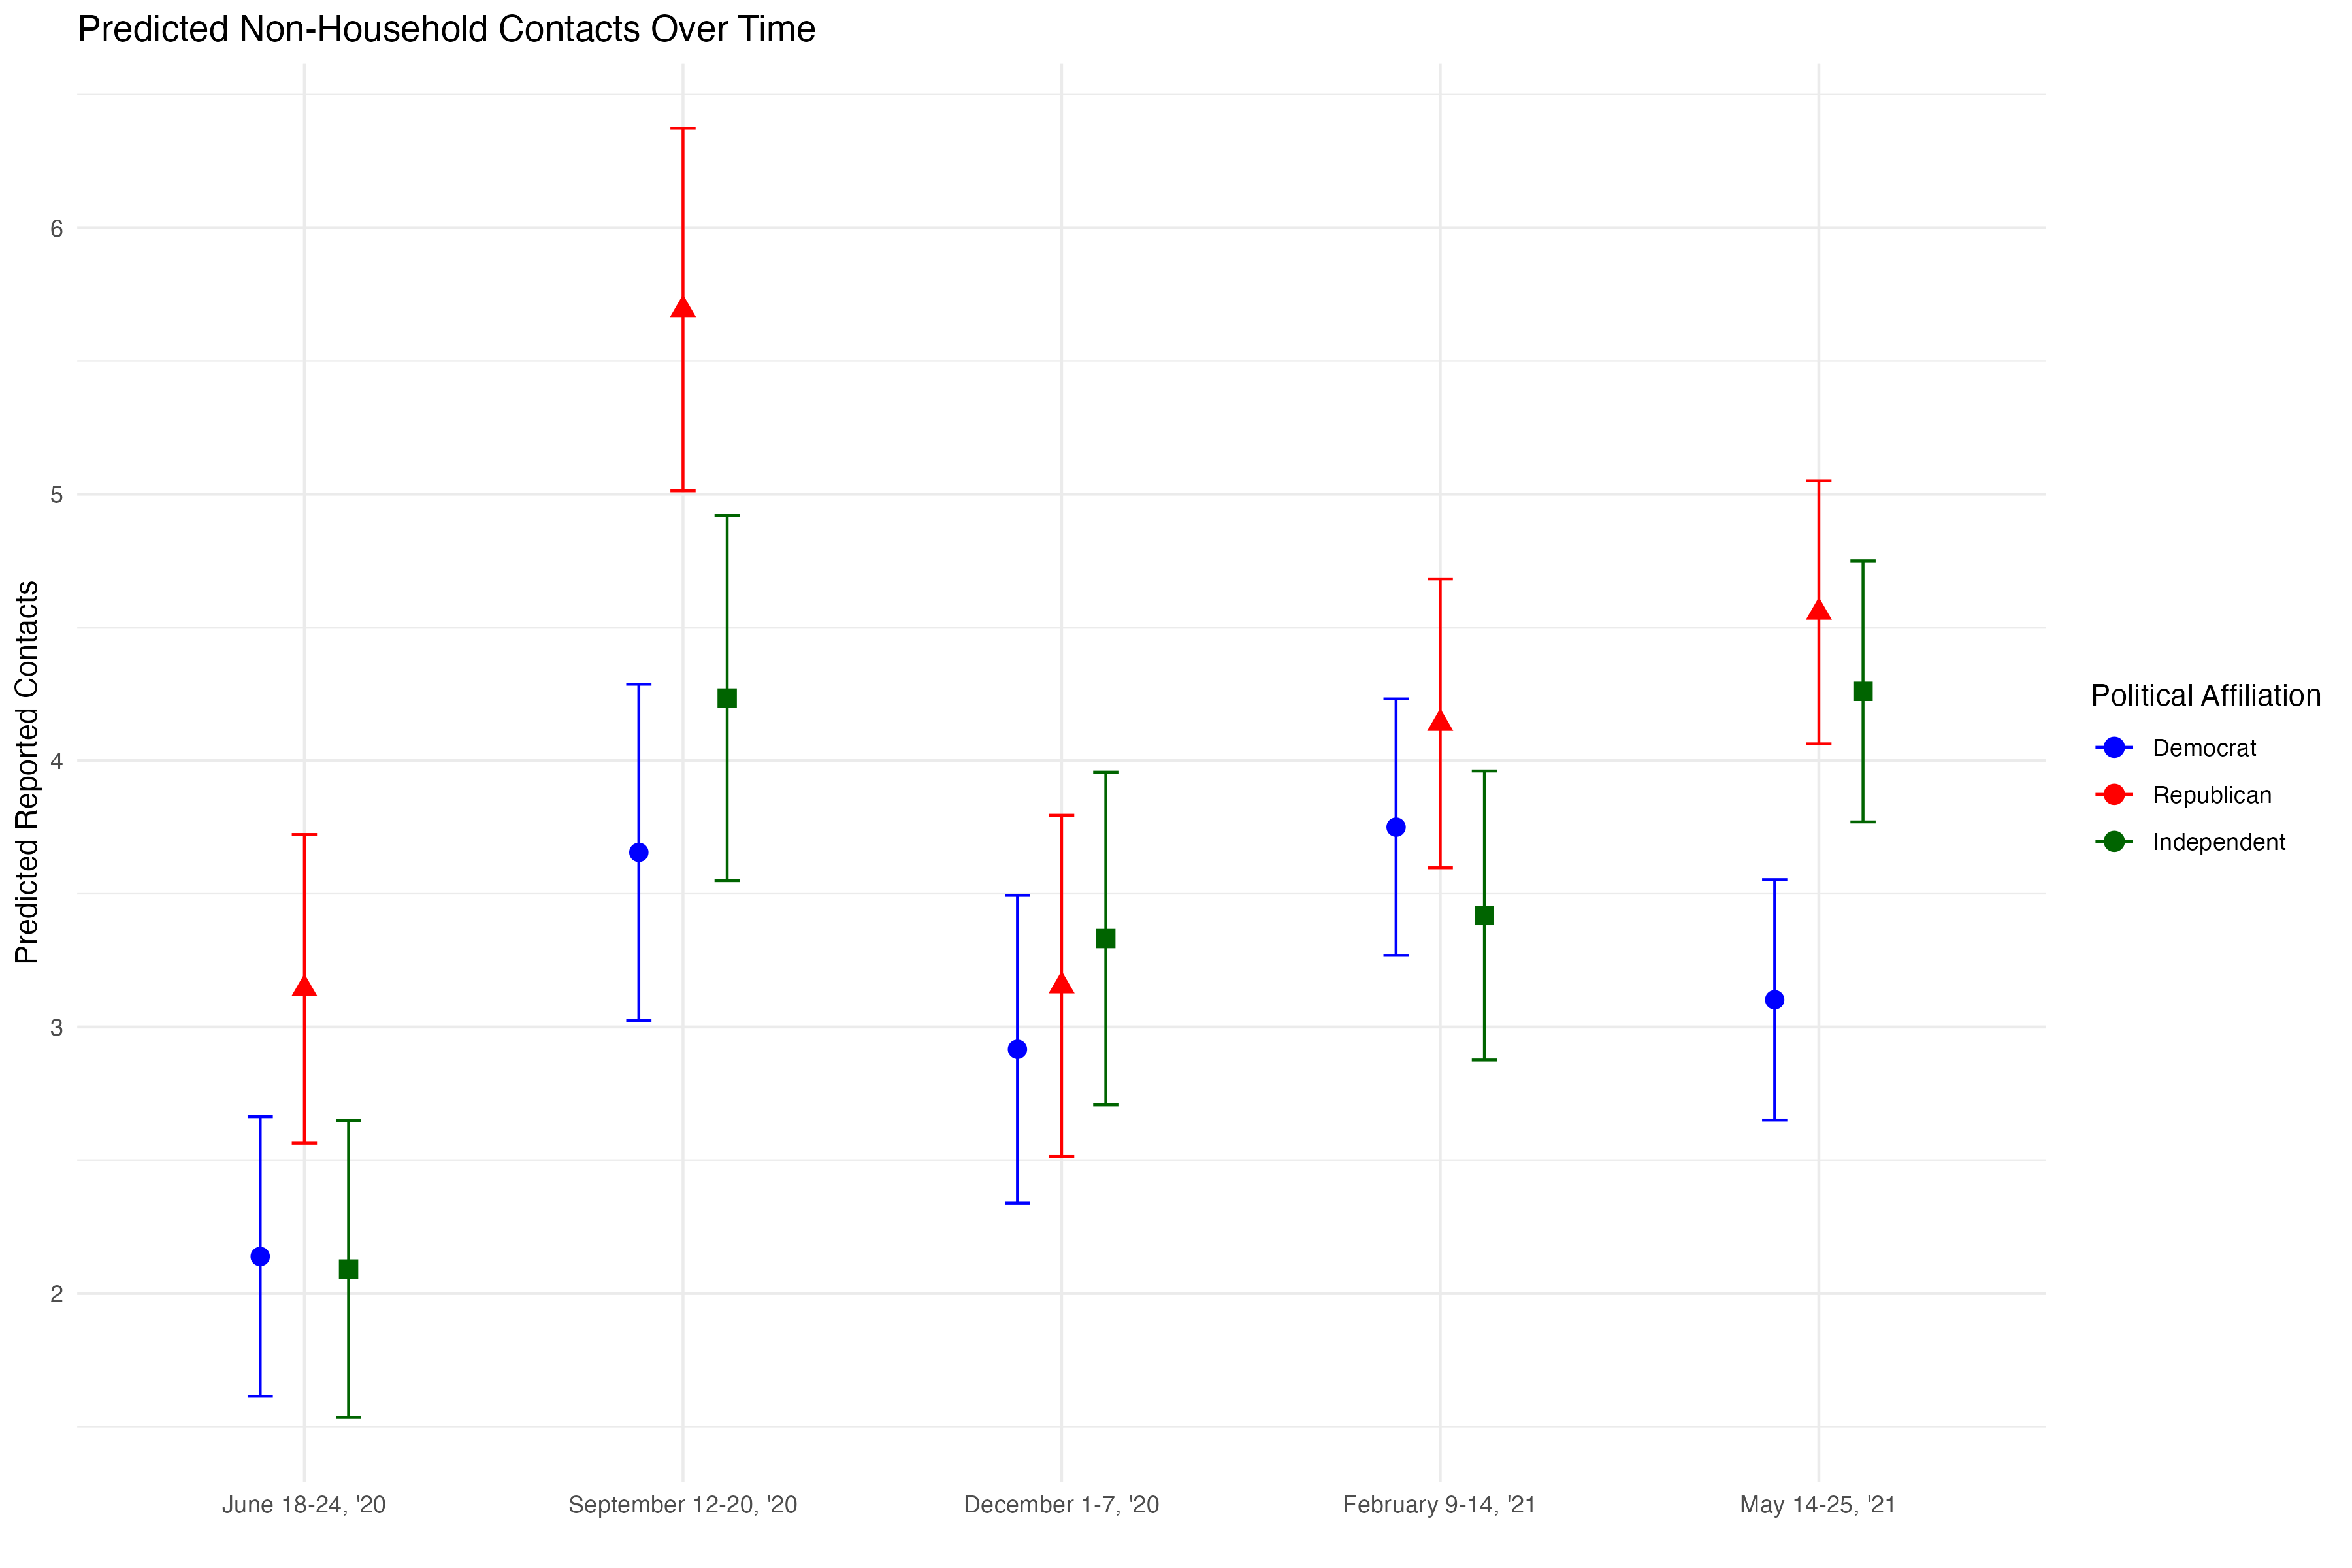 Predicted Non-Household Contacts Over Time
Predicted Reported Contacts
6
5
4
3
2
June 18-24, '20
September 12-20, '20
December 1-7, '20
February 9-14, '21
May 14-25, '21
Political Affiliation
Democrat
Republican
Independent